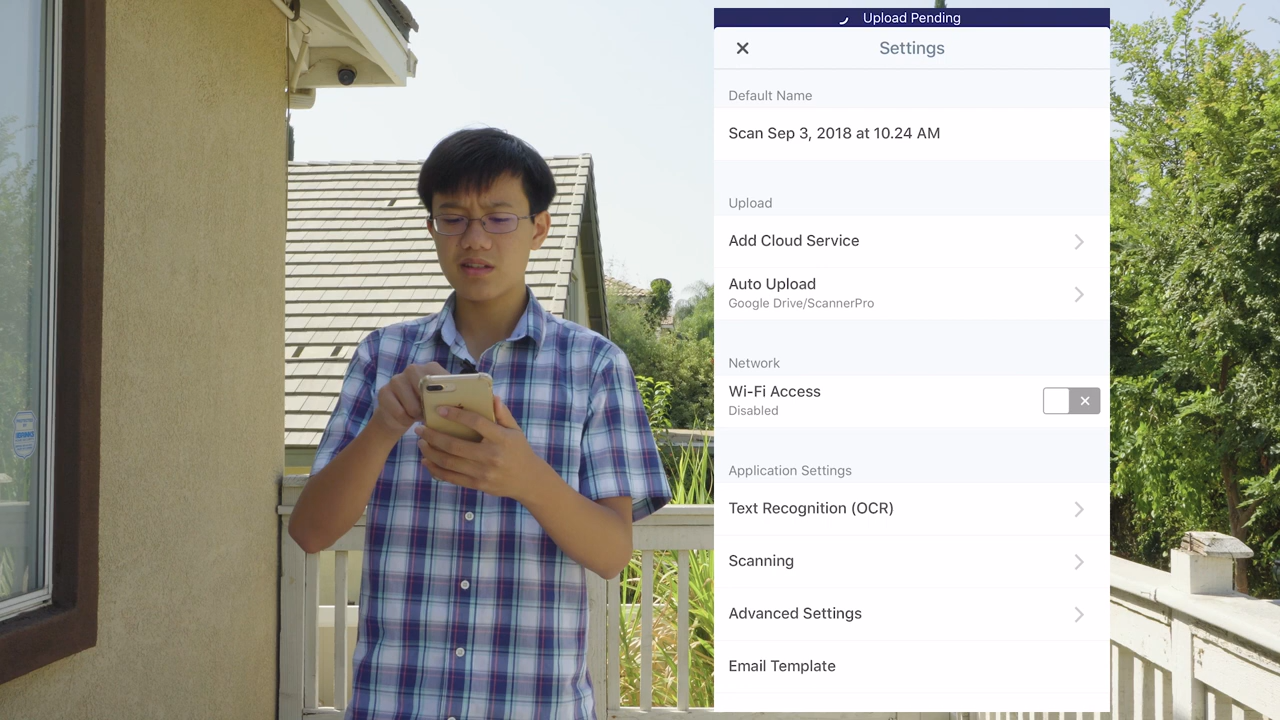 Upload Pending
Settings
Default Name
Scan Sep 3, 2018 at 10.24 AM
Upload
Add Cloud Service
Auto Upload
Google Drive/ScannerPro
Network
Wi-Fi Access
Disabled
Application Settings
Text Recognition (OCR)
Scanning
Advanced Settings
Email Template